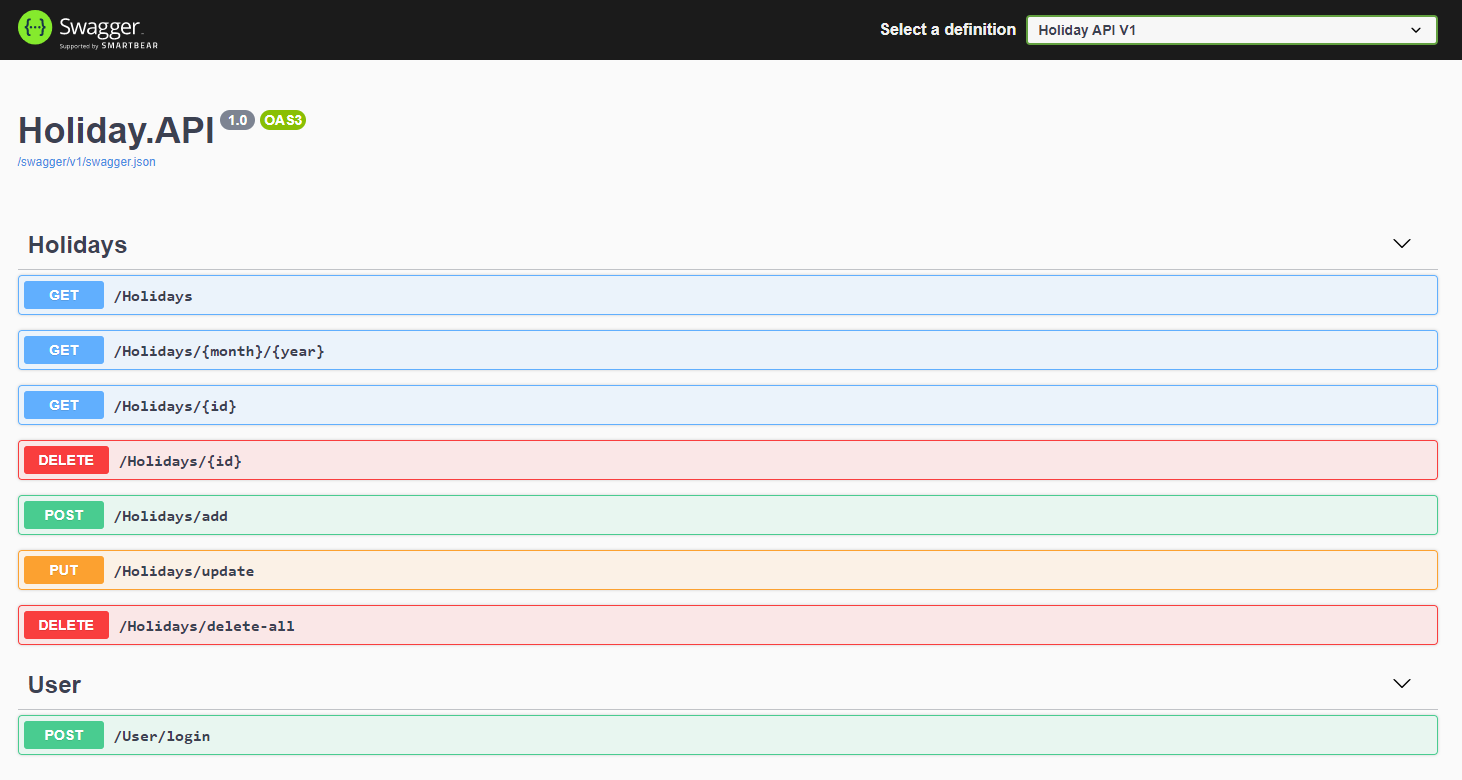 Swagger
Supported by SMARTBEAR
Select a definition
Holiday API V1
Holiday.API 1.0 OAS3
/swagger/v1/swagger.json
Holidays
GET /Holidays
GET /Holidays/{month}/{year}
GET /Holidays/{id}
DELETE /Holidays/{id}
POST /Holidays/add
PUT /Holidays/update
DELETE /Holidays/delete-all
User
POST /User/login